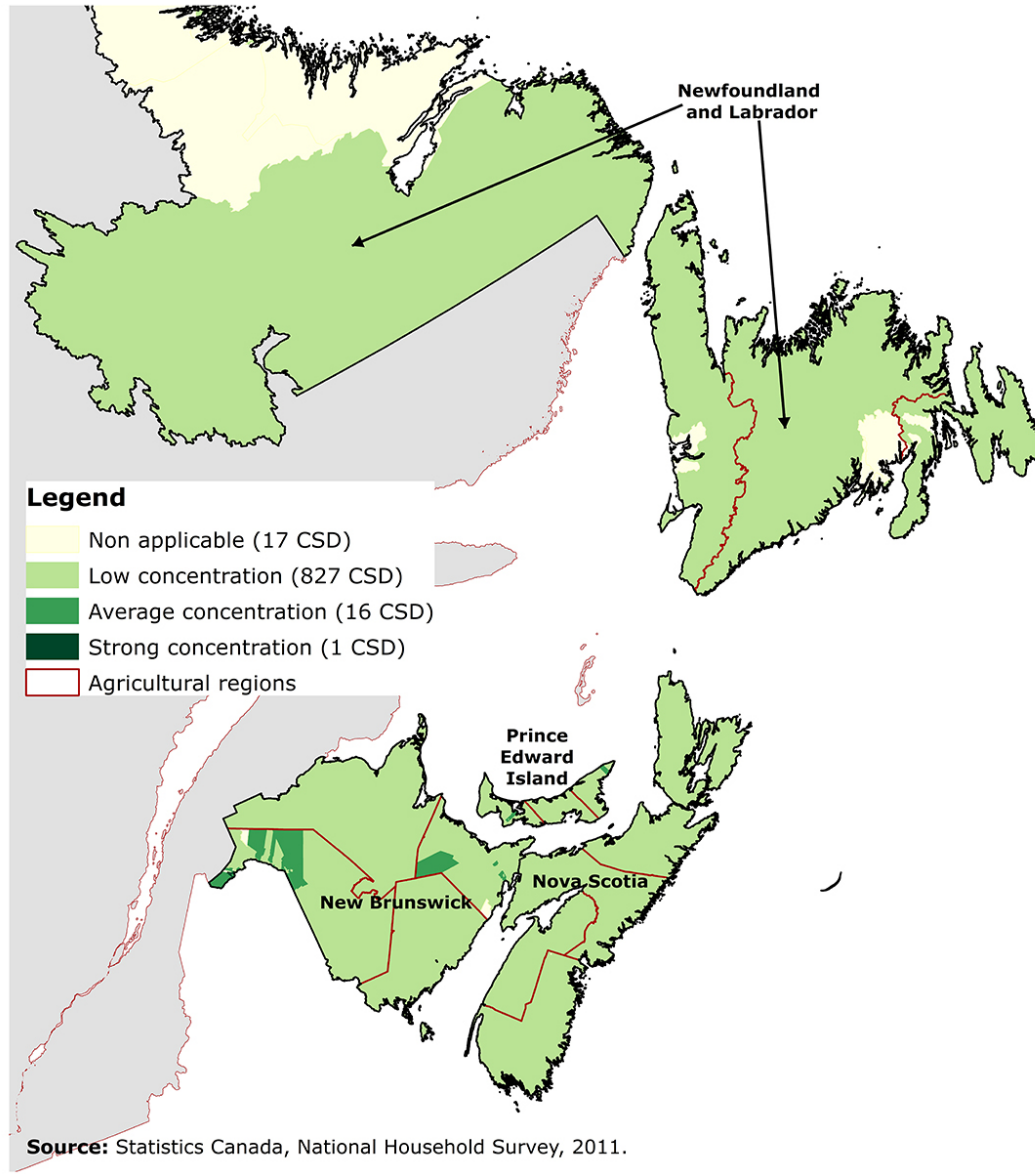 Newfoundland
and Labrador
Legend
Non applicable (17 CSD)
Low concentration (827 CSD)
Average concentration (16 CSD)
Strong concentration (1 CSD)
Agricultural regions
Prince
Edward
Island
Nova Scotia
New Brunswick
Source: Statistics Canada, National Household Survey, 2011.